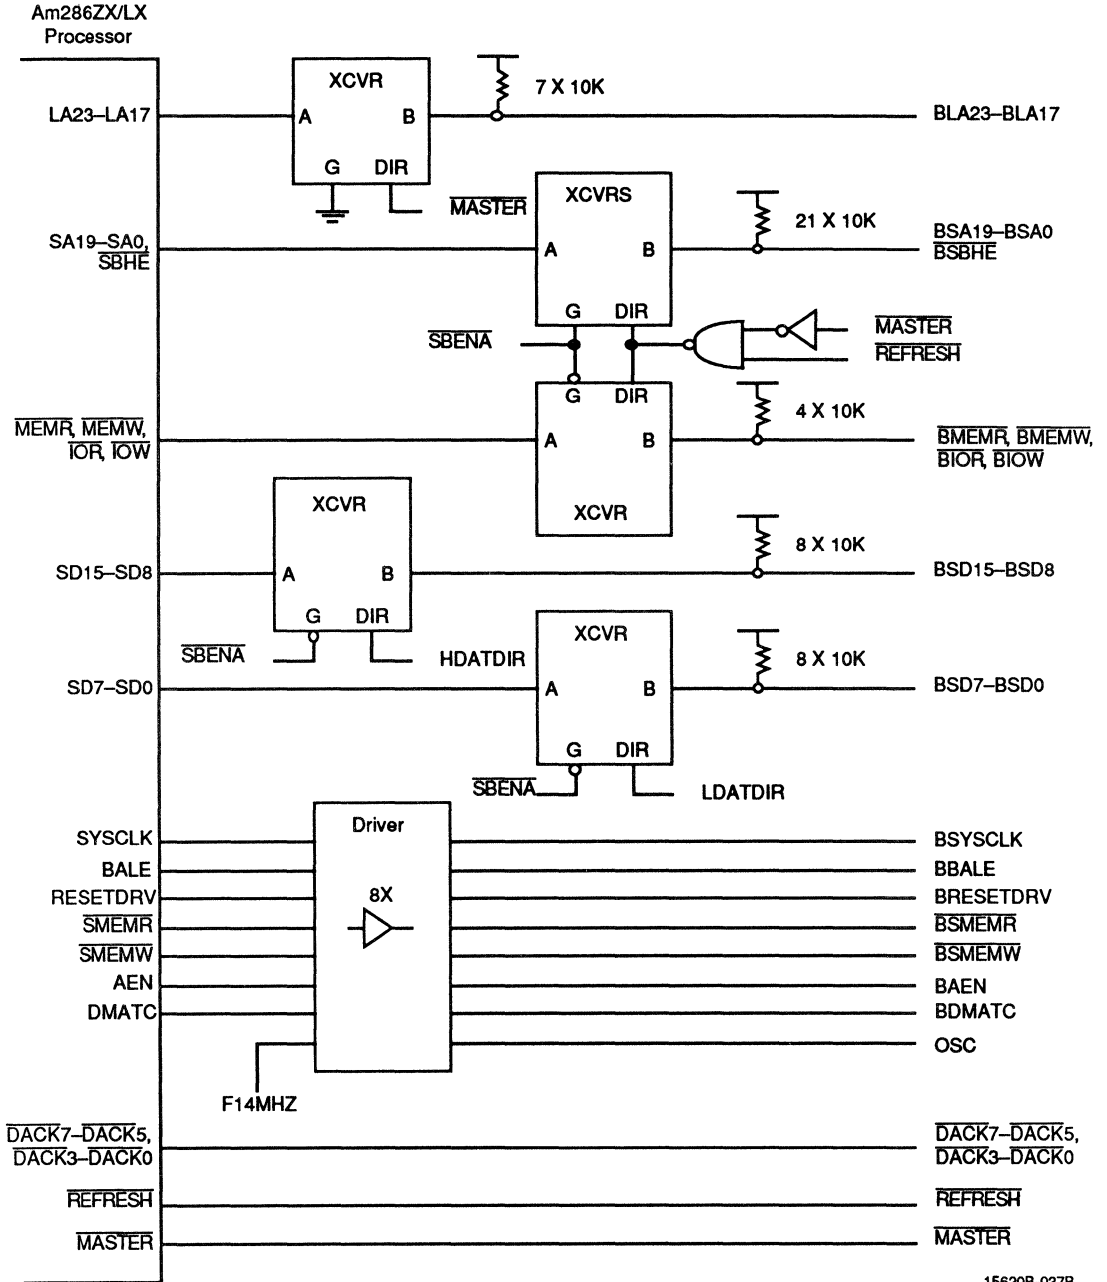 Am286ZX/LX
Processor
XCVR
7 X 10K
LA23–LA17
A
B
BLA23–BLA17
G
DIR
MASTER
XCVRS
21 X 10K
SA19–SA0,
SBHE
A
B
BSA19–BSA0
BSBHE
G
DIR
SBENA
MASTER
REFRESH
G
DIR
4 X 10K
MEMR, MEMW,
IOR, IOW
A
B
BMEMR, BMEMW,
BIOR, BIOW
XCVR
XCVR
8 X 10K
SD15–SD8
A
B
BSD15–BSD8
G
DIR
SBENA
HDATDIR
XCVR
8 X 10K
SD7–SD0
A
B
BSD7–BSD0
G
DIR
SBENA
LDATDIR
Driver
8X
SYSCLK
BSYSCLK
BALE
BBALE
RESETDRV
BRESETDRV
SMEMR
BSMEMR
SMEMW
BSMEMW
AEN
BAEN
DMATC
BDMATC
OSC
F14MHZ
DACK7–DACK5,
DACK3–DACK0
DACK7–DACK5,
DACK3–DACK0
REFRESH
REFRESH
MASTER
MASTER
15620B-027B